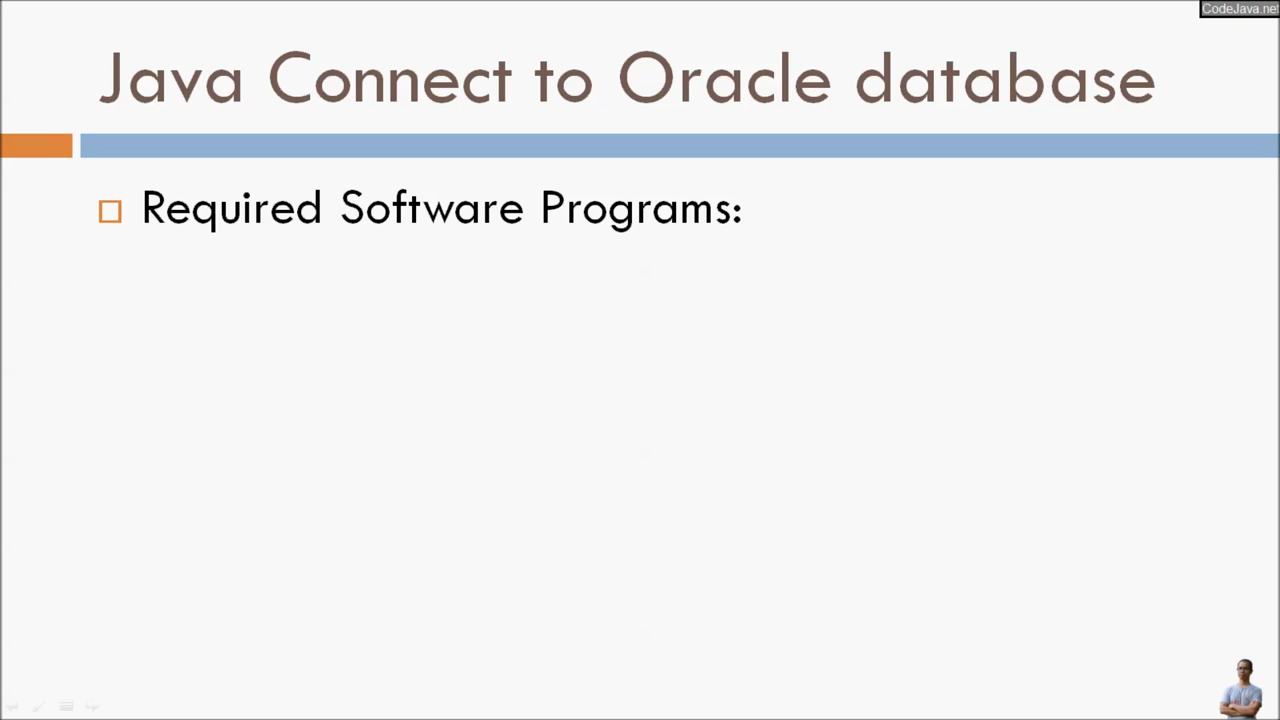 CodeJava.net
Java Connect to Oracle database
Required Software Programs: